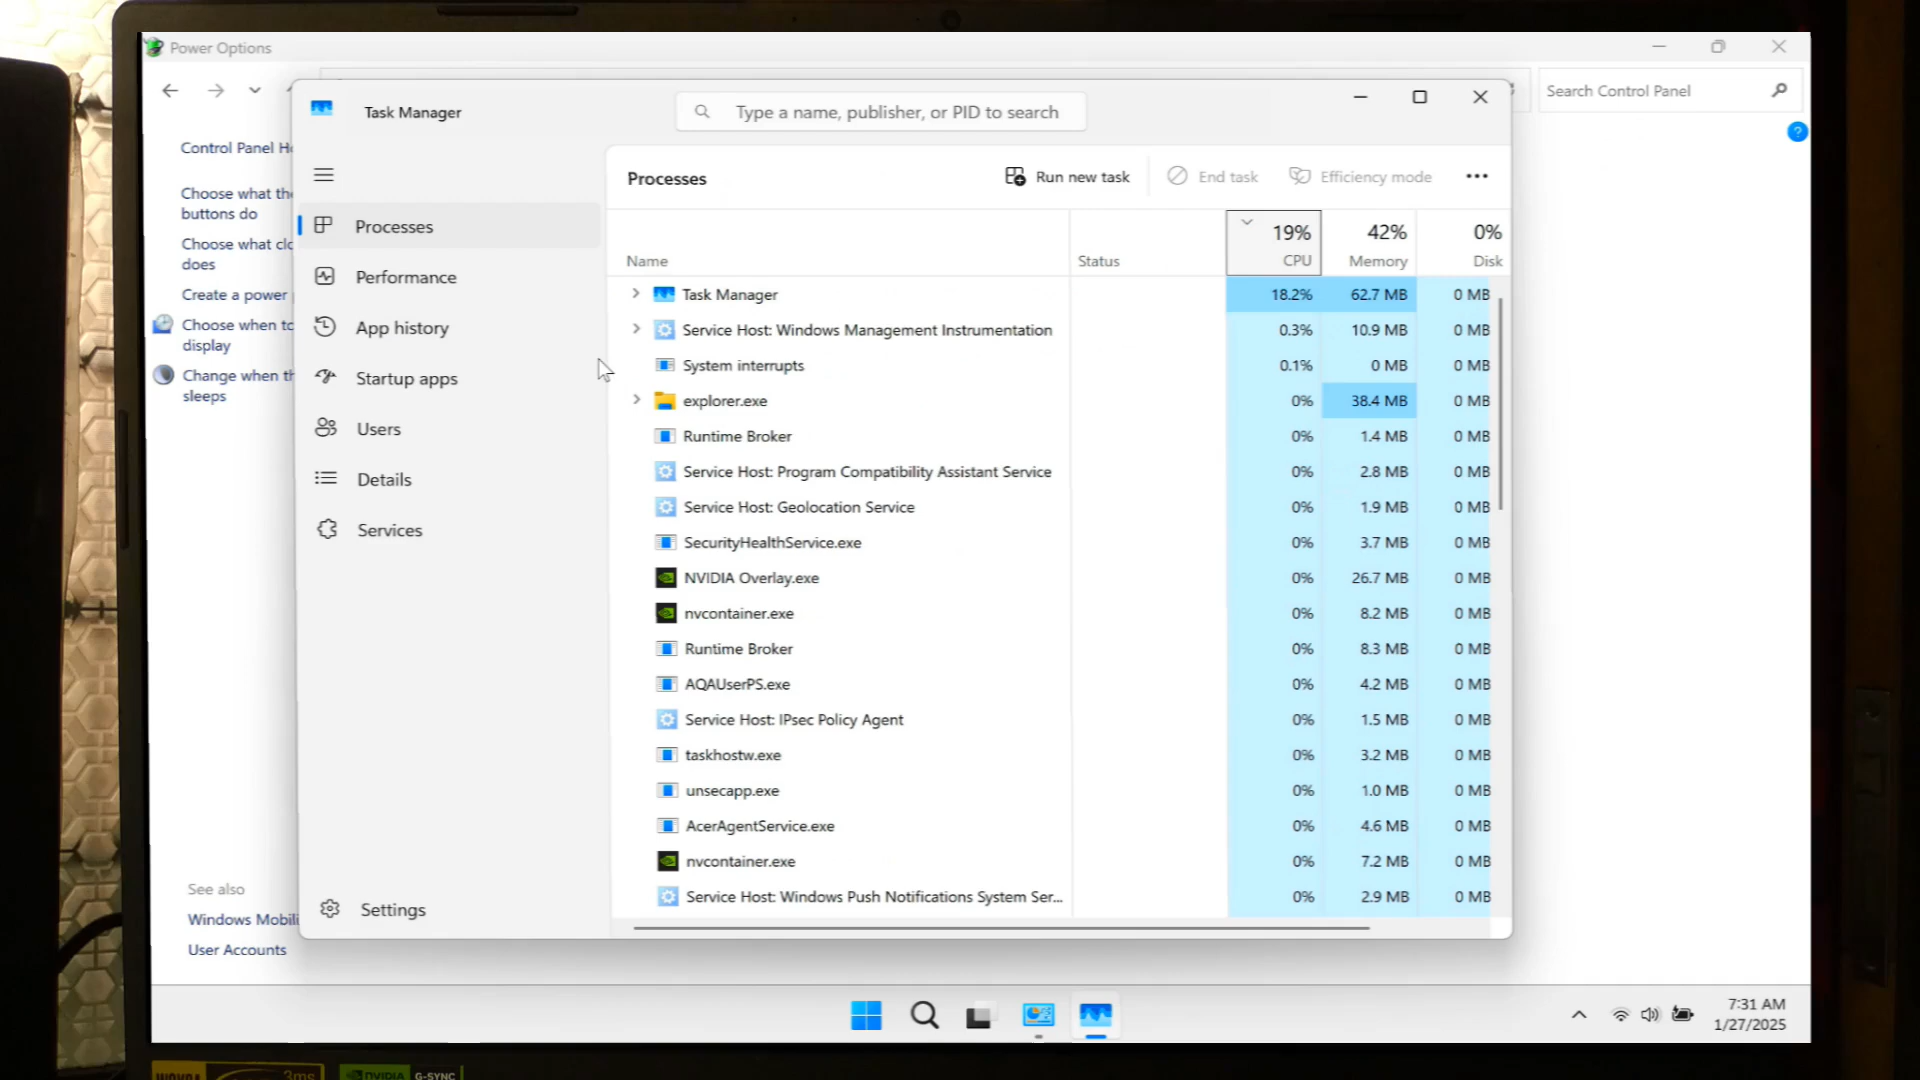 Power Options
Search Control Panel
Task Manager
Type a name, publisher, or PID to search
Control Panel H
Choose what the
buttons do
Choose what clo
does
Create a power
Choose when to
display
Change when th
sleeps
See also
Windows Mobili
User Accounts
Processes
Performance
App history
Startup apps
Users
Details
Services
Settings
Processes
Run new task
End task
Efficiency mode
19% 42% 0%
Name Status CPU Memory Disk
Task Manager 18.2% 62.7 MB 0 MB
Service Host: Windows Management Instrumentation 0.3% 10.9 MB 0 MB
System interrupts 0.1% 0 MB 0 MB
explorer.exe 0% 38.4 MB 0 MB
Runtime Broker 0% 1.4 MB 0 MB
Service Host: Program Compatibility Assistant Service 0% 2.8 MB 0 MB
Service Host: Geolocation Service 0% 1.9 MB 0 MB
SecurityHealthService.exe 0% 3.7 MB 0 MB
NVIDIA Overlay.exe 0% 26.7 MB 0 MB
nvcontainer.exe 0% 8.2 MB 0 MB
Runtime Broker 0% 8.3 MB 0 MB
AQAUserPS.exe 0% 4.2 MB 0 MB
Service Host: IPsec Policy Agent 0% 1.5 MB 0 MB
taskhostw.exe 0% 3.2 MB 0 MB
unsecapp.exe 0% 1.0 MB 0 MB
AcerAgentService.exe 0% 4.6 MB 0 MB
nvcontainer.exe 0% 7.2 MB 0 MB
Service Host: Windows Push Notifications System Ser... 0% 2.9 MB 0 MB
7:31 AM
1/27/2025
3ms
NVIDIA G-SYNC